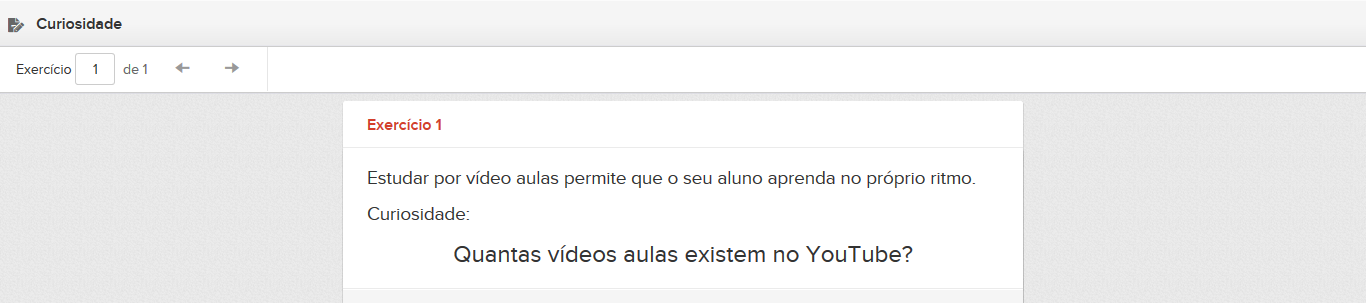 Curiosidade
Exercício 1 de 1
Exercício 1
Estudar por vídeo aulas permite que o seu aluno aprenda no próprio ritmo.
Curiosidade:
Quantas vídeos aulas existem no YouTube?